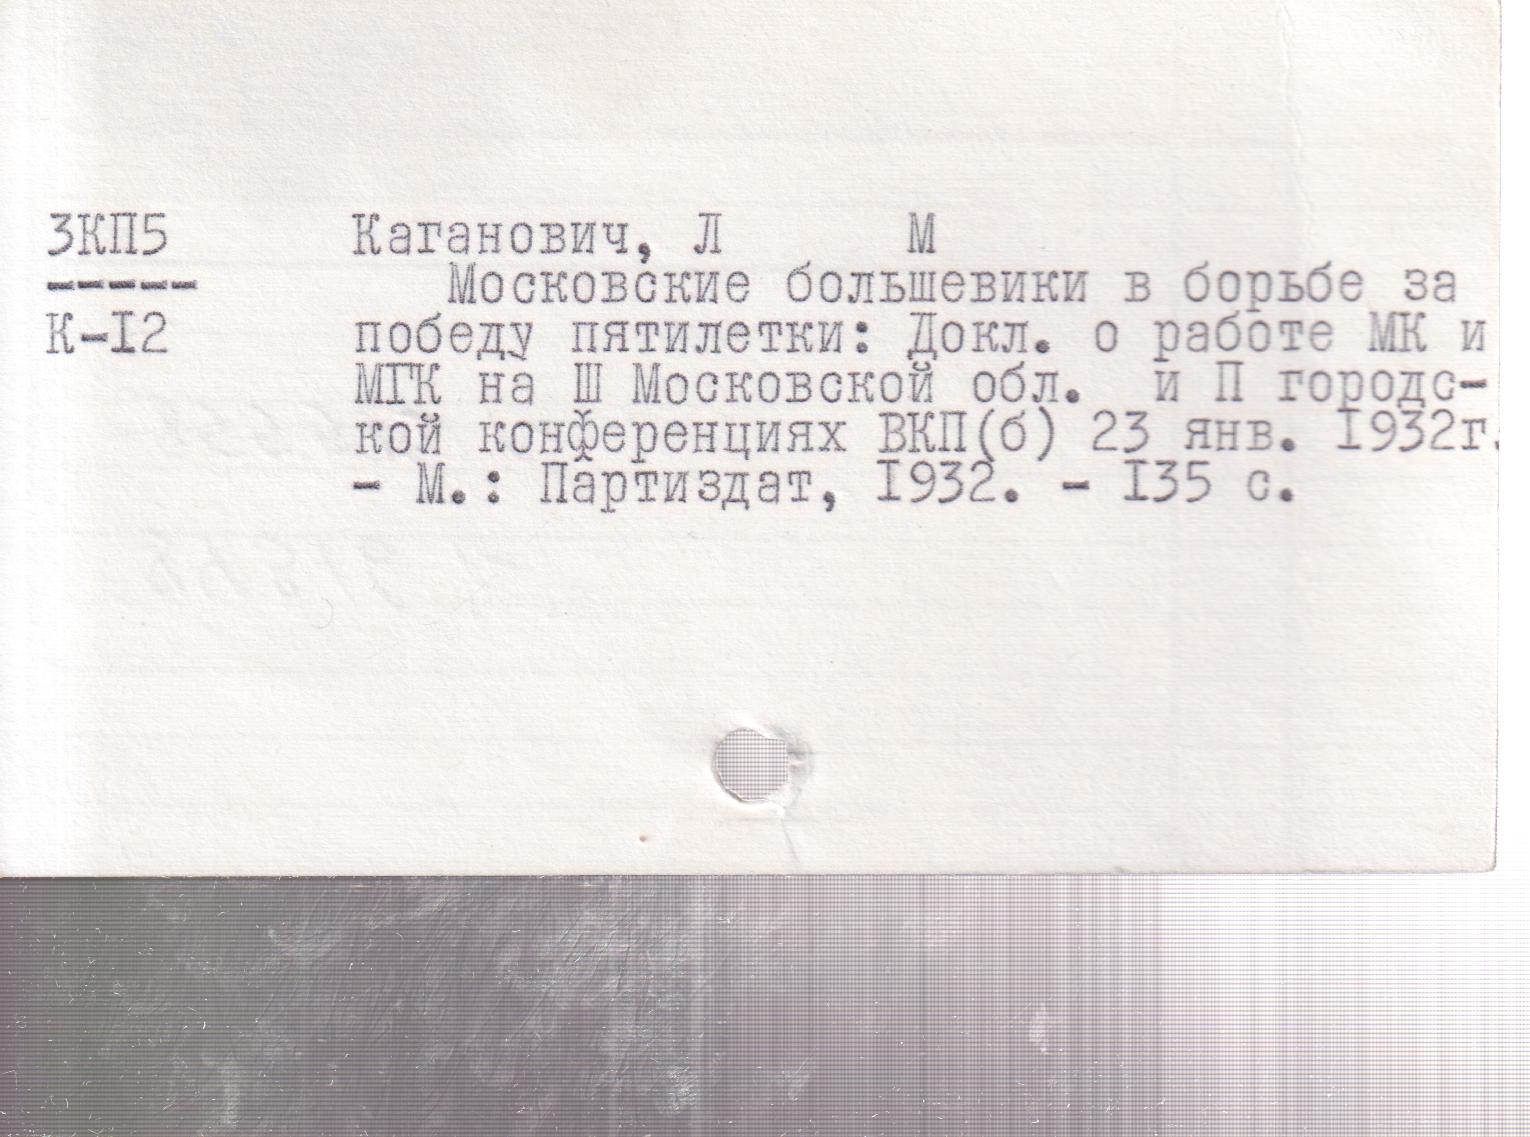 3КП5 Каганович, Л М
----- Московские большевики в борьбе за
К-I2 победу пятилетки: Докл. о работе МК и
МГК на Ш Московской обл. и П городс-
кой конференциях ВКП(б) 23 янв. I932г.
- М.: Партиздат, I932. - I35 с.